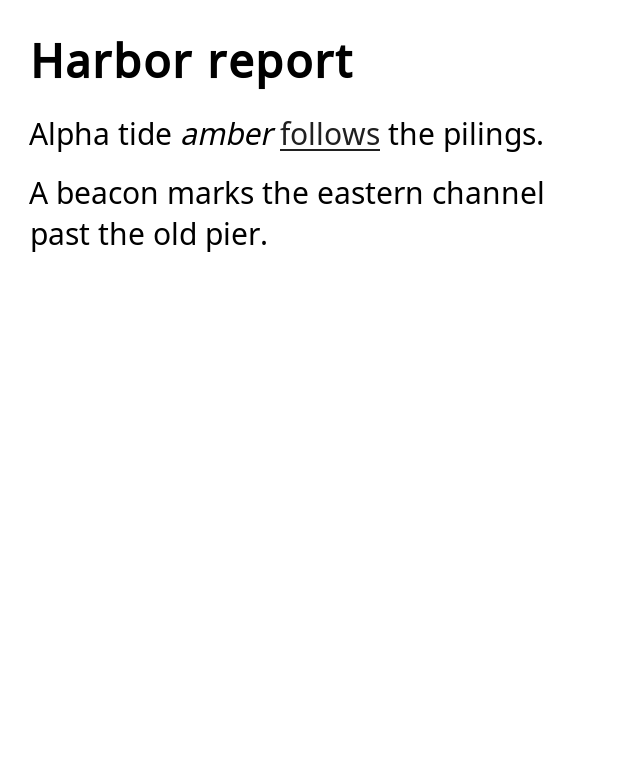 Harbor report
Alpha tide amber follows the pilings.
A beacon marks the eastern channel
past the old pier.